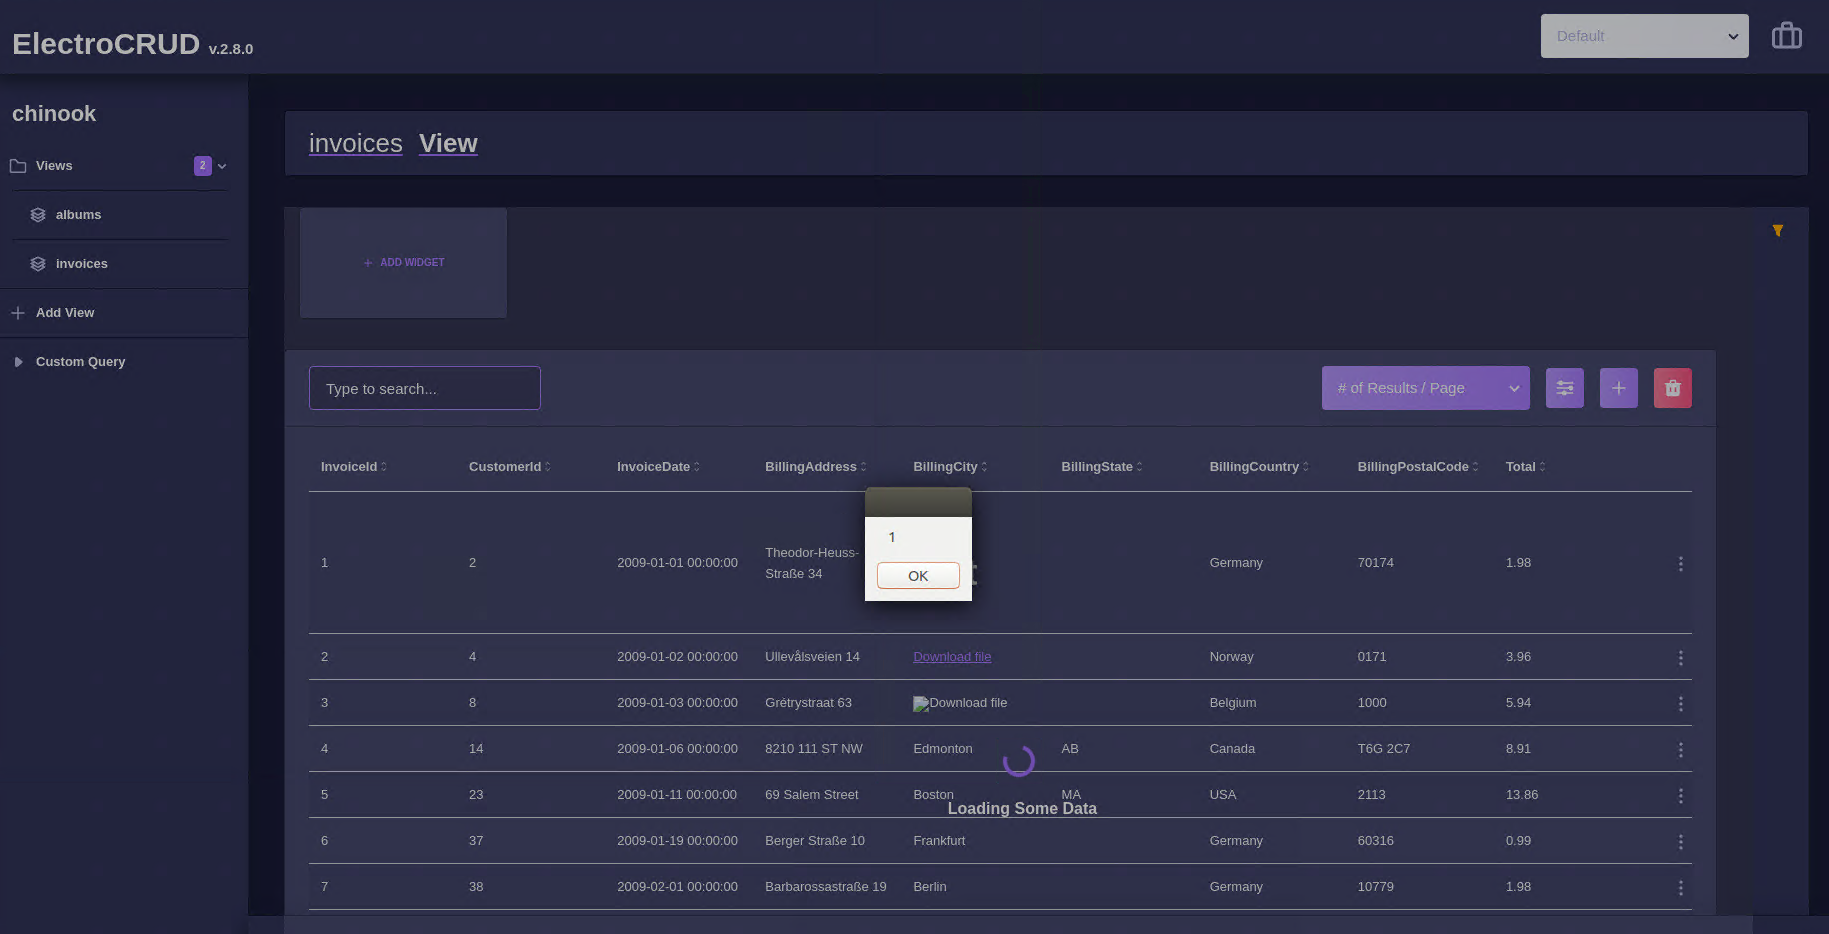 ElectroCRUD v.2.8.0
Default
chinook
Views 2
albums
invoices
Add View
Custom Query
invoices View
+ ADD WIDGET
Type to search...
# of Results / Page
InvoiceId CustomerId InvoiceDate BillingAddress BillingCity BillingState BillingCountry BillingPostalCode Total
1 2 2009-01-01 00:00:00 Theodor-Heuss-Straße 34 Germany 70174 1.98
1
OK
2 4 2009-01-02 00:00:00 Ullevålsveien 14 Download file Norway 0171 3.96
3 8 2009-01-03 00:00:00 Grétrystraat 63 Download file Belgium 1000 5.94
4 14 2009-01-06 00:00:00 8210 111 ST NW Edmonton AB Canada T6G 2C7 8.91
5 23 2009-01-11 00:00:00 69 Salem Street Boston MA USA 2113 13.86
Loading Some Data
6 37 2009-01-19 00:00:00 Berger Straße 10 Frankfurt Germany 60316 0.99
7 38 2009-02-01 00:00:00 Barbarossastraße 19 Berlin Germany 10779 1.98